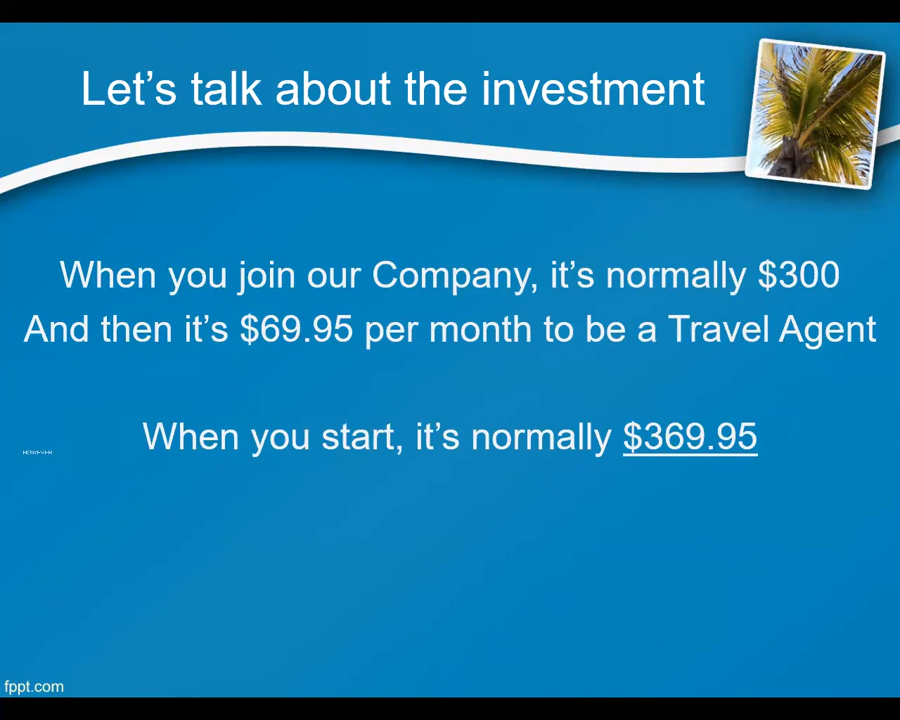 Let’s talk about the investment
When you join our Company, it’s normally $300
And then it’s $69.95 per month to be a Travel Agent
When you start, it’s normally $369.95
HOWEVER
fppt.com